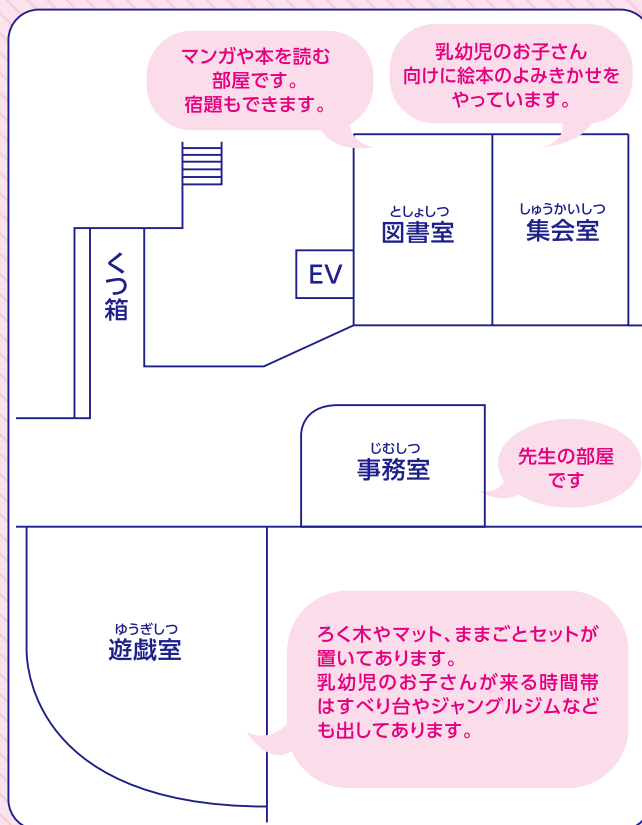 マンガや本を読む
部屋です。
宿題もできます。
乳幼児のお子さん
向けに絵本のよみきかせを
やっています。
としょしつ
図書室
しゅうかいしつ
集会室
くつ箱
EV
じむしつ
事務室
先生の部屋
です
ゆうぎしつ
遊戯室
ろく木やマット、ままごとセットが
置いてあります。
乳幼児のお子さんが来る時間帯
はすべり台やジャングルジムなど
も出してあります。